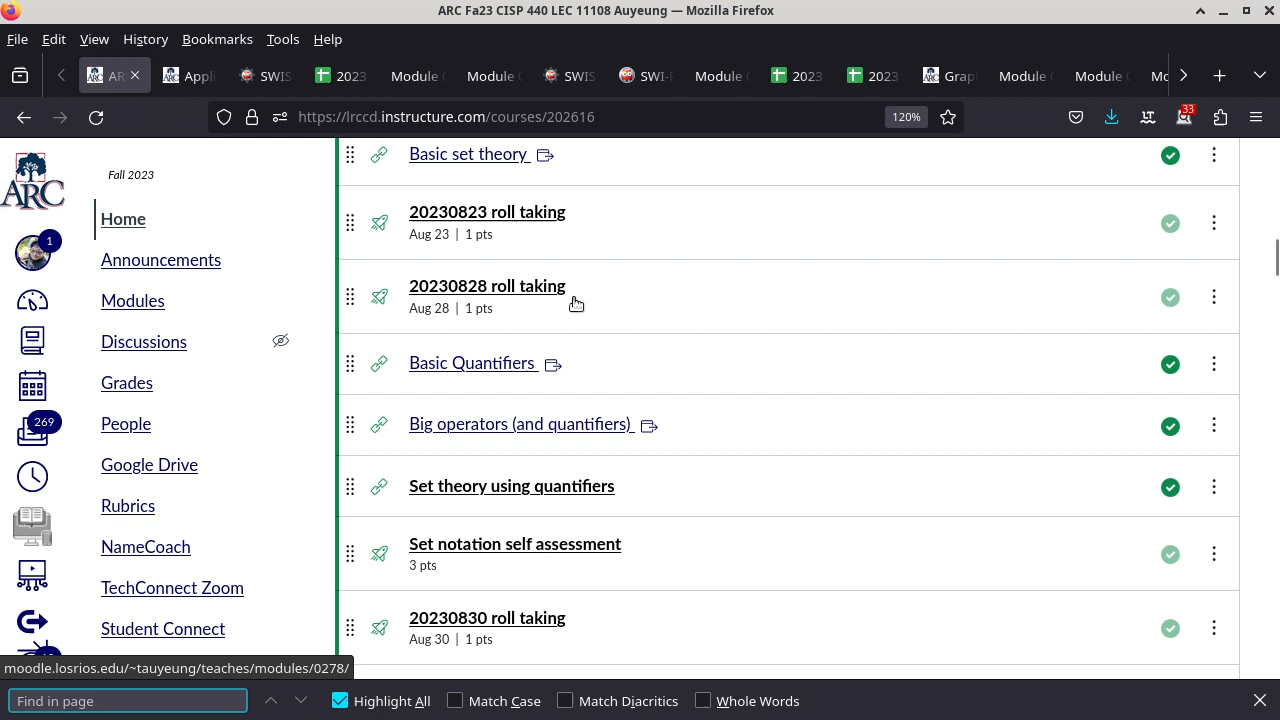 ARC Fa23 CISP 440 LEC 11108 Auyeung — Mozilla Firefox
File Edit View History Bookmarks Tools Help
AR Appli SWIS 2023 Module Module SWIS SWI- Module 2023 2023 Grap Module Module Mo
https://lrccd.instructure.com/courses/202616 120% 33
ARC
Fall 2023
1
269
Home
Announcements
Modules
Discussions
Grades
People
Google Drive
Rubrics
NameCoach
TechConnect Zoom
Student Connect
Basic set theory
20230823 roll taking
Aug 23 | 1 pts
20230828 roll taking
Aug 28 | 1 pts
Basic Quantifiers
Big operators (and quantifiers)
Set theory using quantifiers
Set notation self assessment
3 pts
20230830 roll taking
Aug 30 | 1 pts
moodle.losrios.edu/~tauyeung/teaches/modules/0278/
Find in page Highlight All Match Case Match Diacritics Whole Words